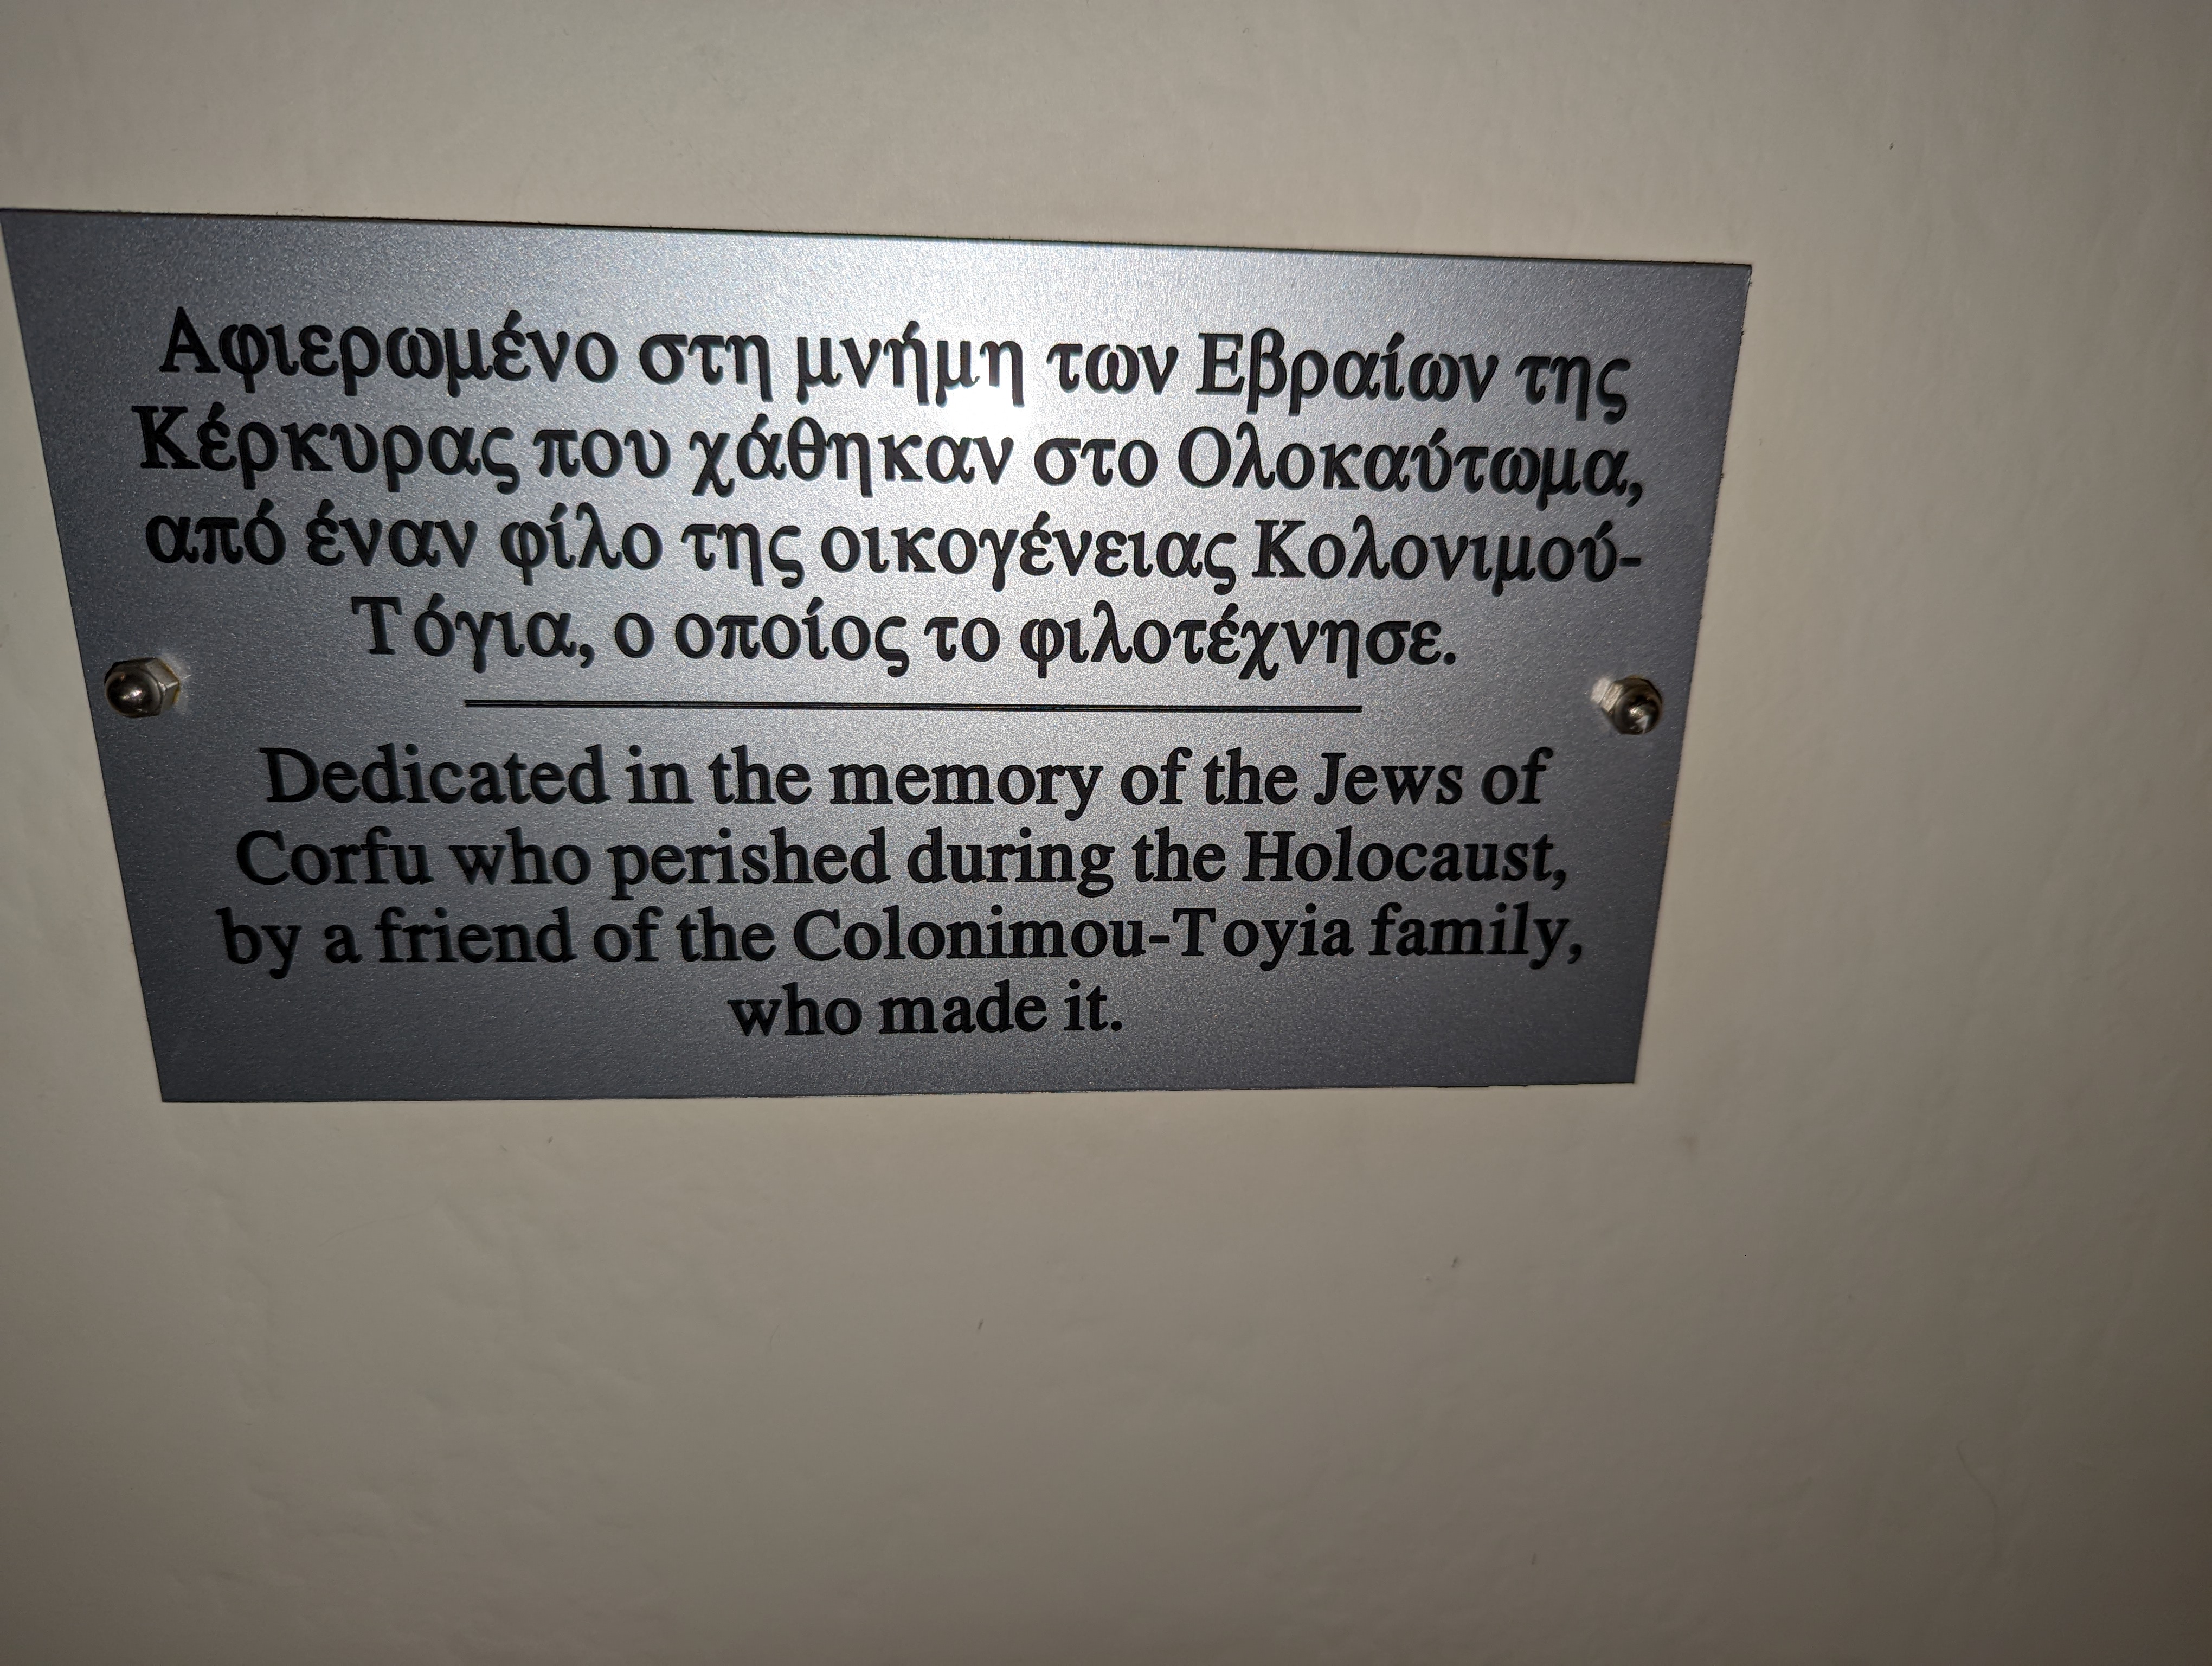 Αφιερωμένο στη μνήμη των Εβραίων της
Κέρκυρας που χάθηκαν στο Ολοκαύτωμα,
από έναν φίλο της οικογένειας Κολονιμού-
Τόγια, ο οποίος το φιλοτέχνησε.
Dedicated in the memory of the Jews of
Corfu who perished during the Holocaust,
by a friend of the Colonimou-Toyia family,
who made it.